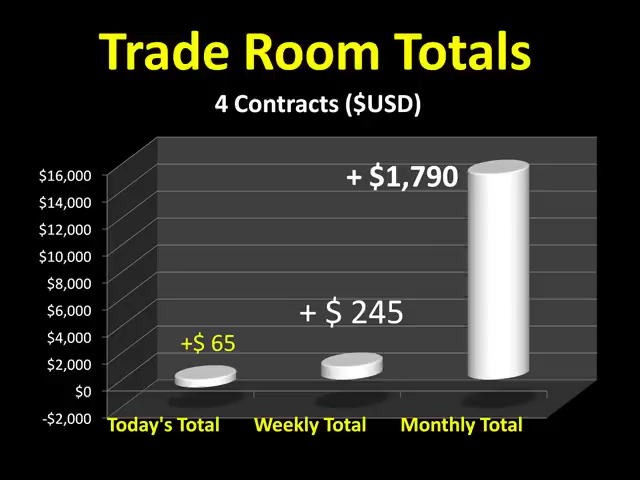 Trade Room Totals
4 Contracts ($USD)
$16,000
$14,000
$12,000
$10,000
$8,000
$6,000
$4,000
$2,000
$0
-$2,000
+$ 65
+ $ 245
+ $1,790
Today's Total
Weekly Total
Monthly Total